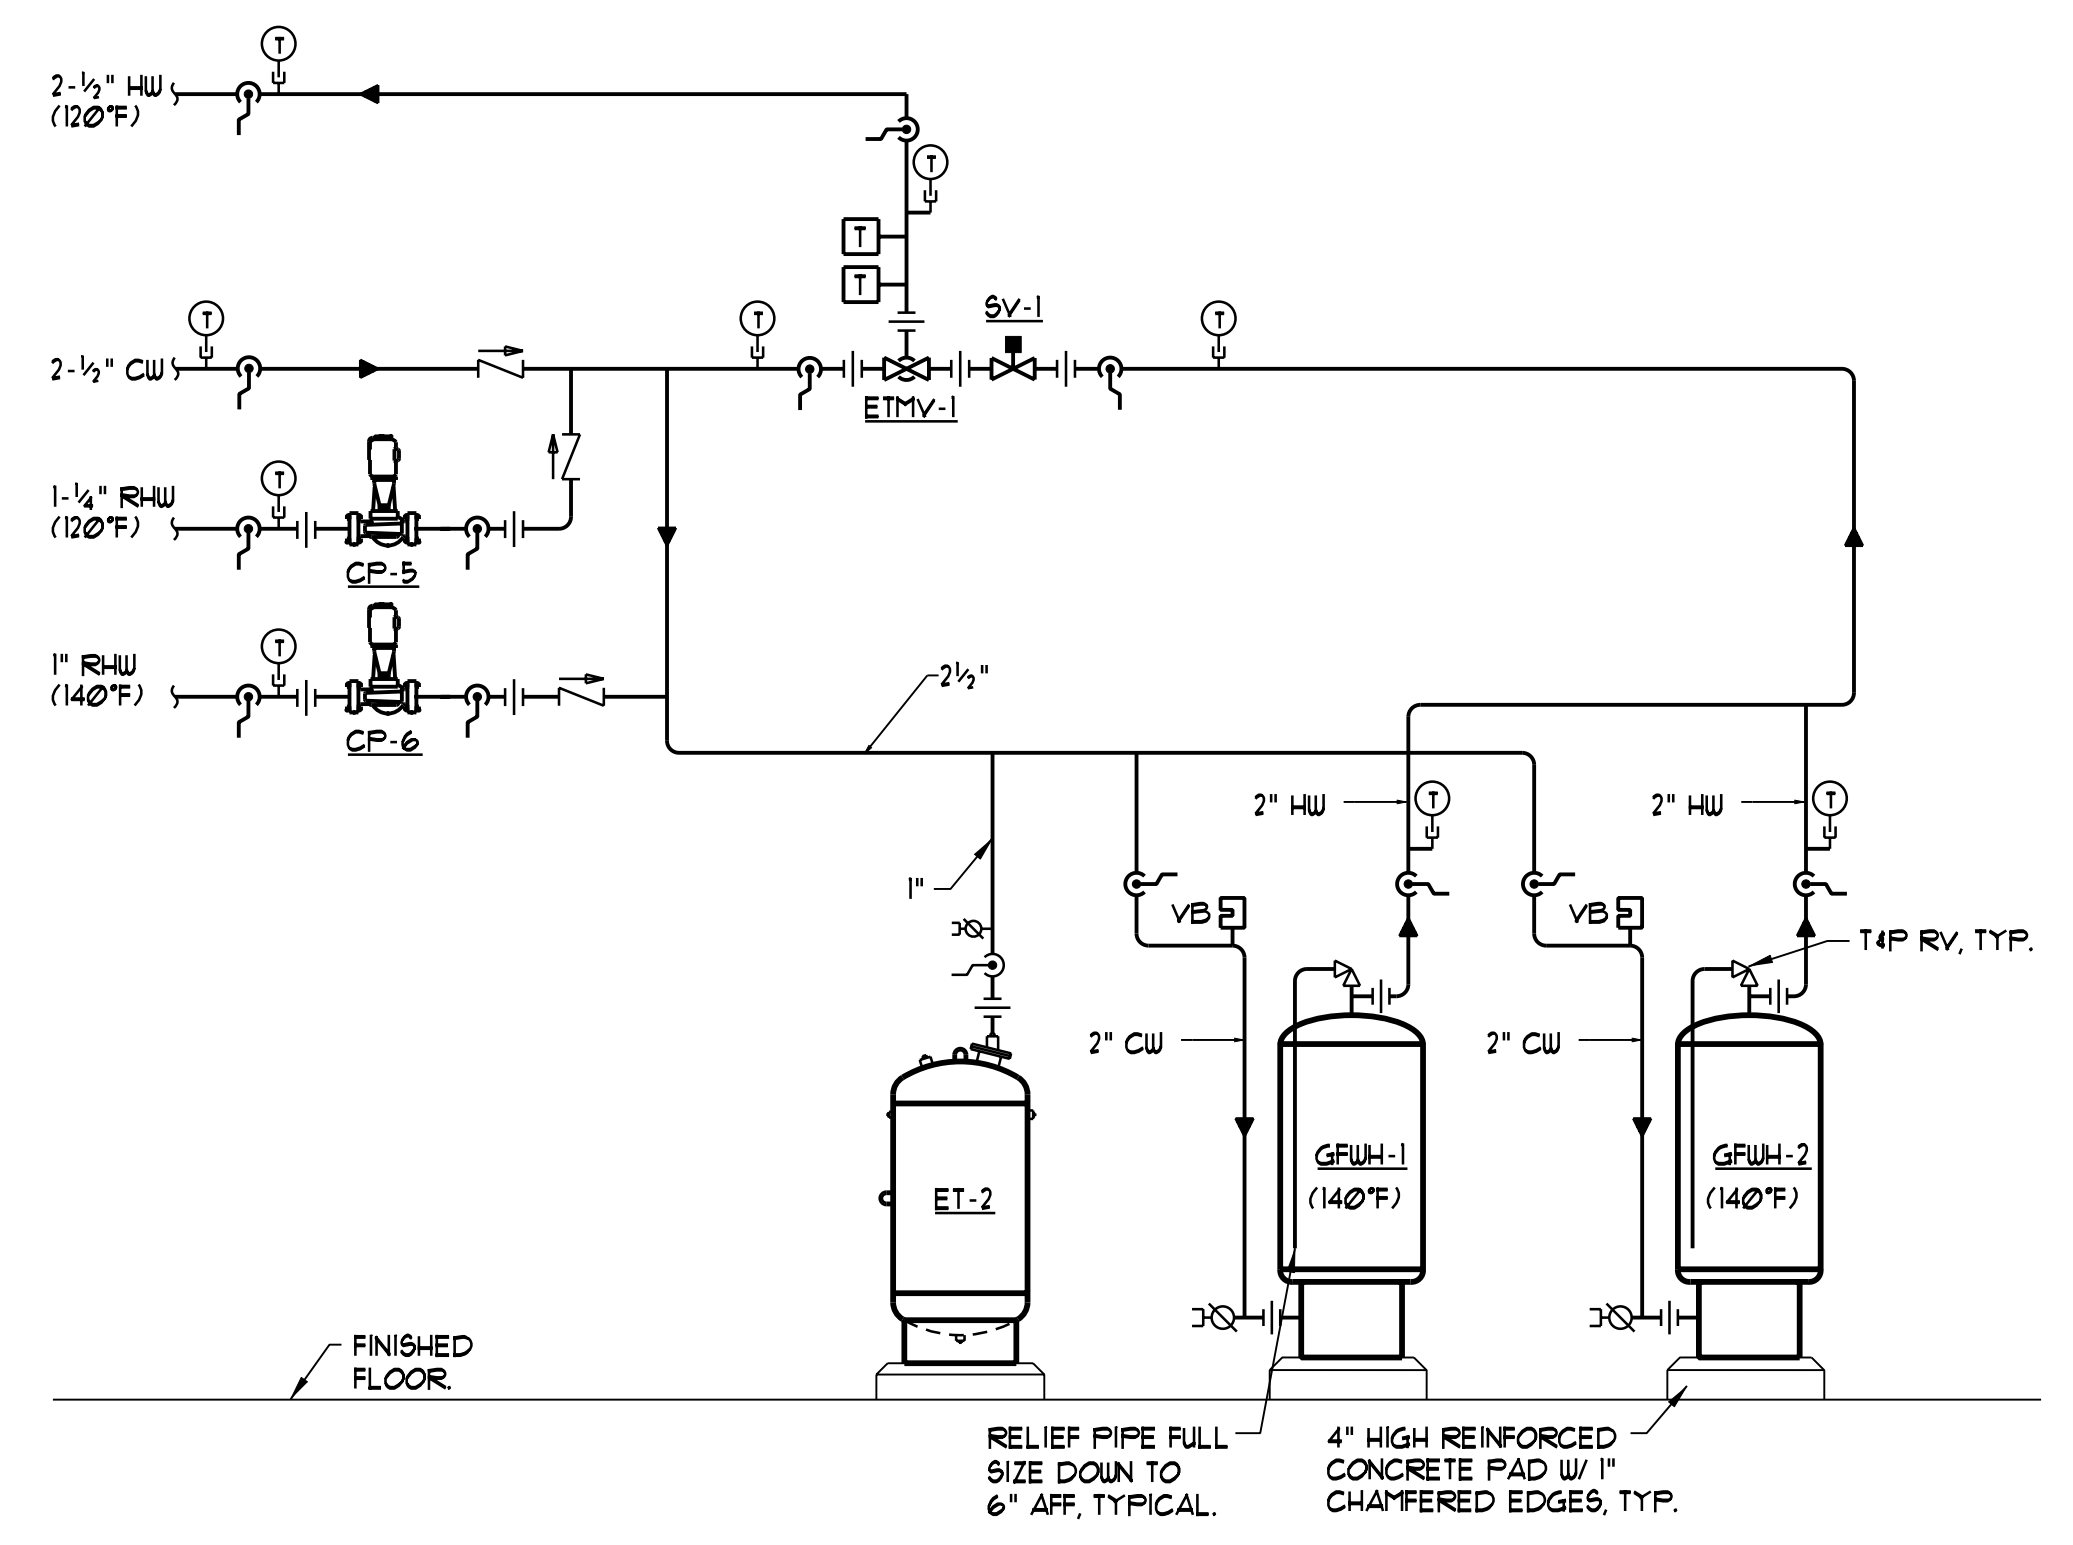 T
2-½" HW
(120°F)
T
T
T
SV-1
T
T
T
2-½" CW
ETMV-1
T
1-¼" RHW
(120°F)
CP-5
T
1" RHW
(140°F)
CP-6
2½"
2" HW
T
2" HW
T
1"
VB
VB
T&P RV, TYP.
2" CW
2" CW
GFWH-1
(140°F)
GFWH-2
(140°F)
ET-2
FINISHED
FLOOR.
RELIEF PIPE FULL
SIZE DOWN TO
6" AFF, TYPICAL.
4" HIGH REINFORCED
CONCRETE PAD W/ 1"
CHAMFERED EDGES, TYP.